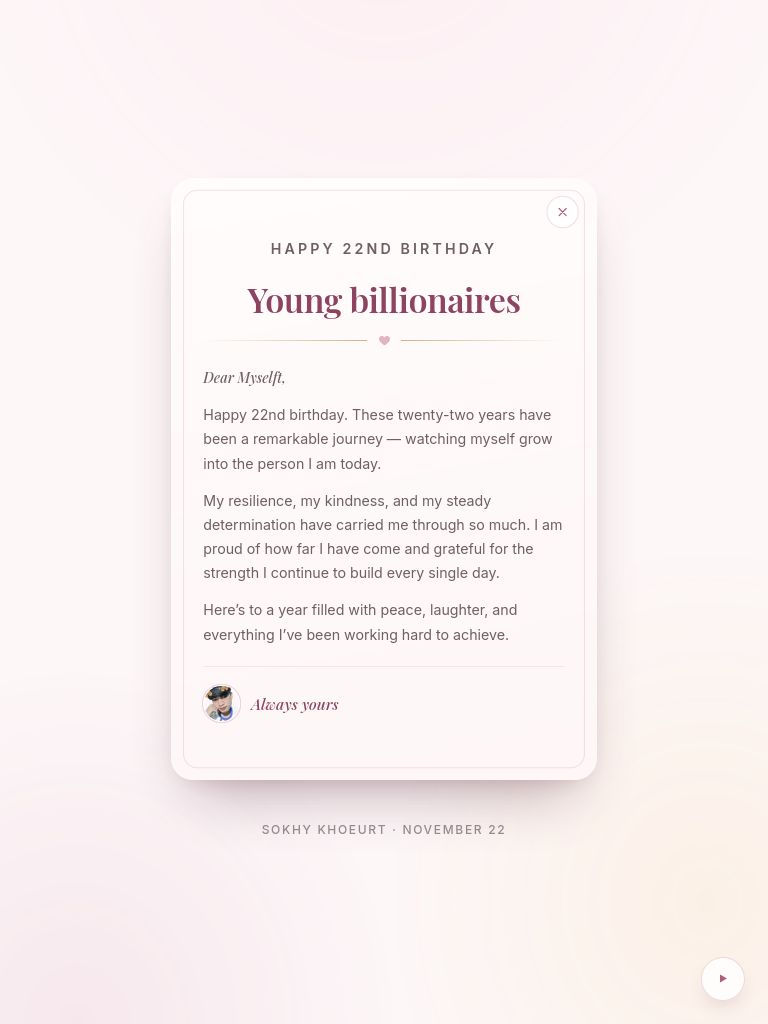 HAPPY 22ND BIRTHDAY
Young billionaires
Dear Myselft,
Happy 22nd birthday. These twenty-two years have
been a remarkable journey — watching myself grow
into the person I am today.
My resilience, my kindness, and my steady
determination have carried me through so much. I am
proud of how far I have come and grateful for the
strength I continue to build every single day.
Here’s to a year filled with peace, laughter, and
everything I’ve been working hard to achieve.
Always yours
SOKHY KHOEURT · NOVEMBER 22